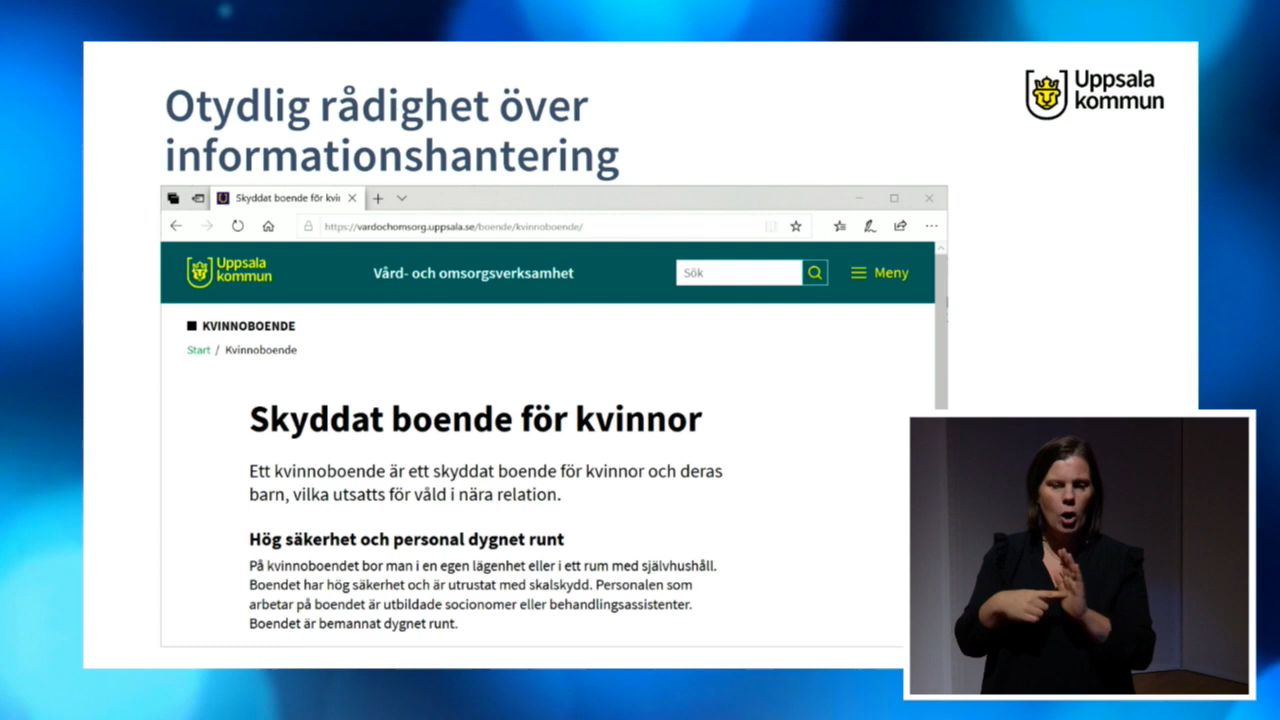 Otydlig rådighet över
informationshantering
Uppsala
kommun
Skyddat boende för kvir
https://vardochomsorg.uppsala.se/boende/kvinnoboende/
Uppsala
kommun
Vård- och omsorgsverksamhet
Sök
Meny
KVINNOBOENDE
Start / Kvinnoboende
Skyddat boende för kvinnor
Ett kvinnoboende är ett skyddat boende för kvinnor och deras
barn, vilka utsatts för våld i nära relation.
Hög säkerhet och personal dygnet runt
På kvinnoboendet bor man i en egen lägenhet eller i ett rum med självhushåll.
Boendet har hög säkerhet och är utrustat med skalskydd. Personalen som
arbetar på boendet är utbildade socionomer eller behandlingsassistenter.
Boendet är bemannat dygnet runt.